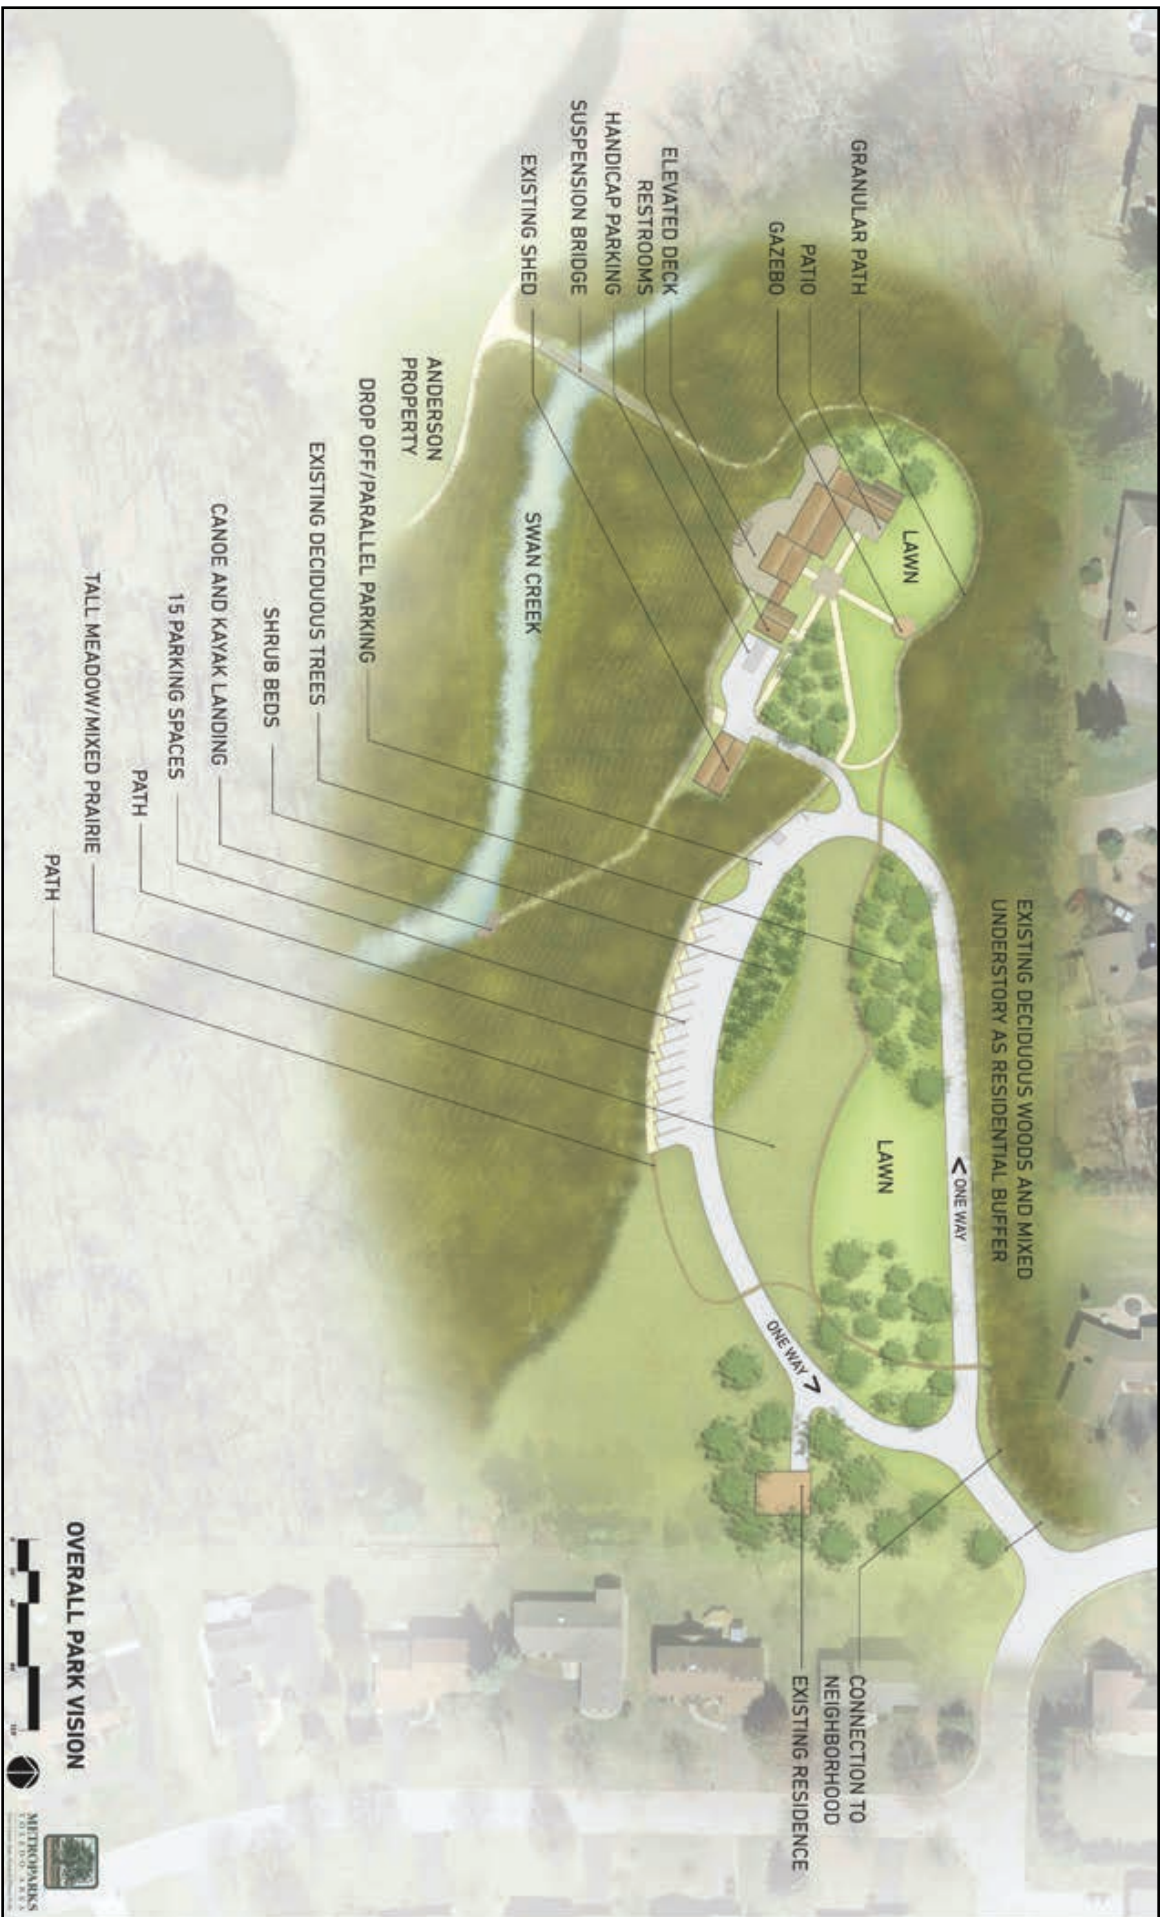 GRANULAR PATH
PATIO
GAZEBO
ELEVATED DECK
RESTROOMS
HANDICAP PARKING
SUSPENSION BRIDGE
EXISTING SHED
LAWN
ANDERSON
PROPERTY
SWAN CREEK
DROP OFF/PARALLEL PARKING
EXISTING DECIDUOUS TREES
SHRUB BEDS
CANOE AND KAYAK LANDING
15 PARKING SPACES
PATH
TALL MEADOW/MIXED PRAIRIE
PATH
EXISTING DECIDUOUS WOODS AND MIXED
UNDERSTORY AS RESIDENTIAL BUFFER
< ONE WAY
LAWN
ONE WAY >
CONNECTION TO
NEIGHBORHOOD
EXISTING RESIDENCE
OVERALL PARK VISION
METROPARKS
TOLEDO AREA